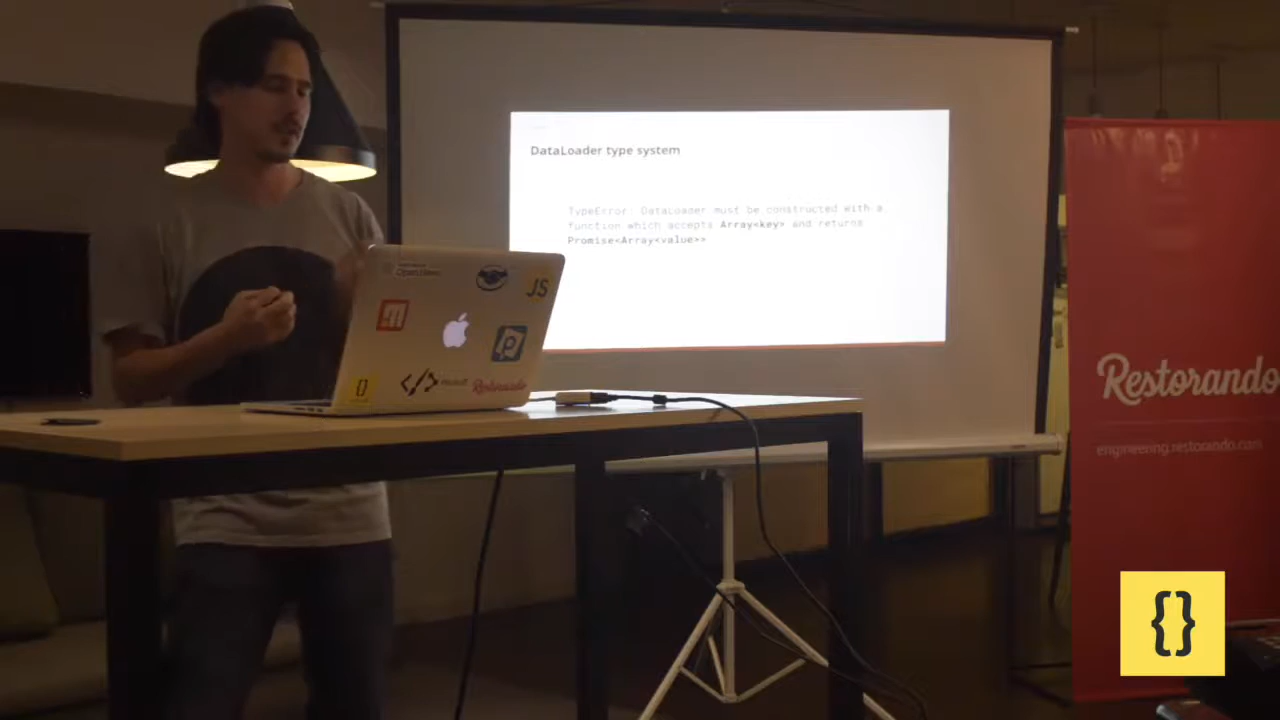 DataLoader type system
TypeError: DataLoader must be constructed with a
function which accepts Array<key> and returns
Promise<Array<value>>
JS
Restorando
Restorando
engineering.restorando.com
{}
{}